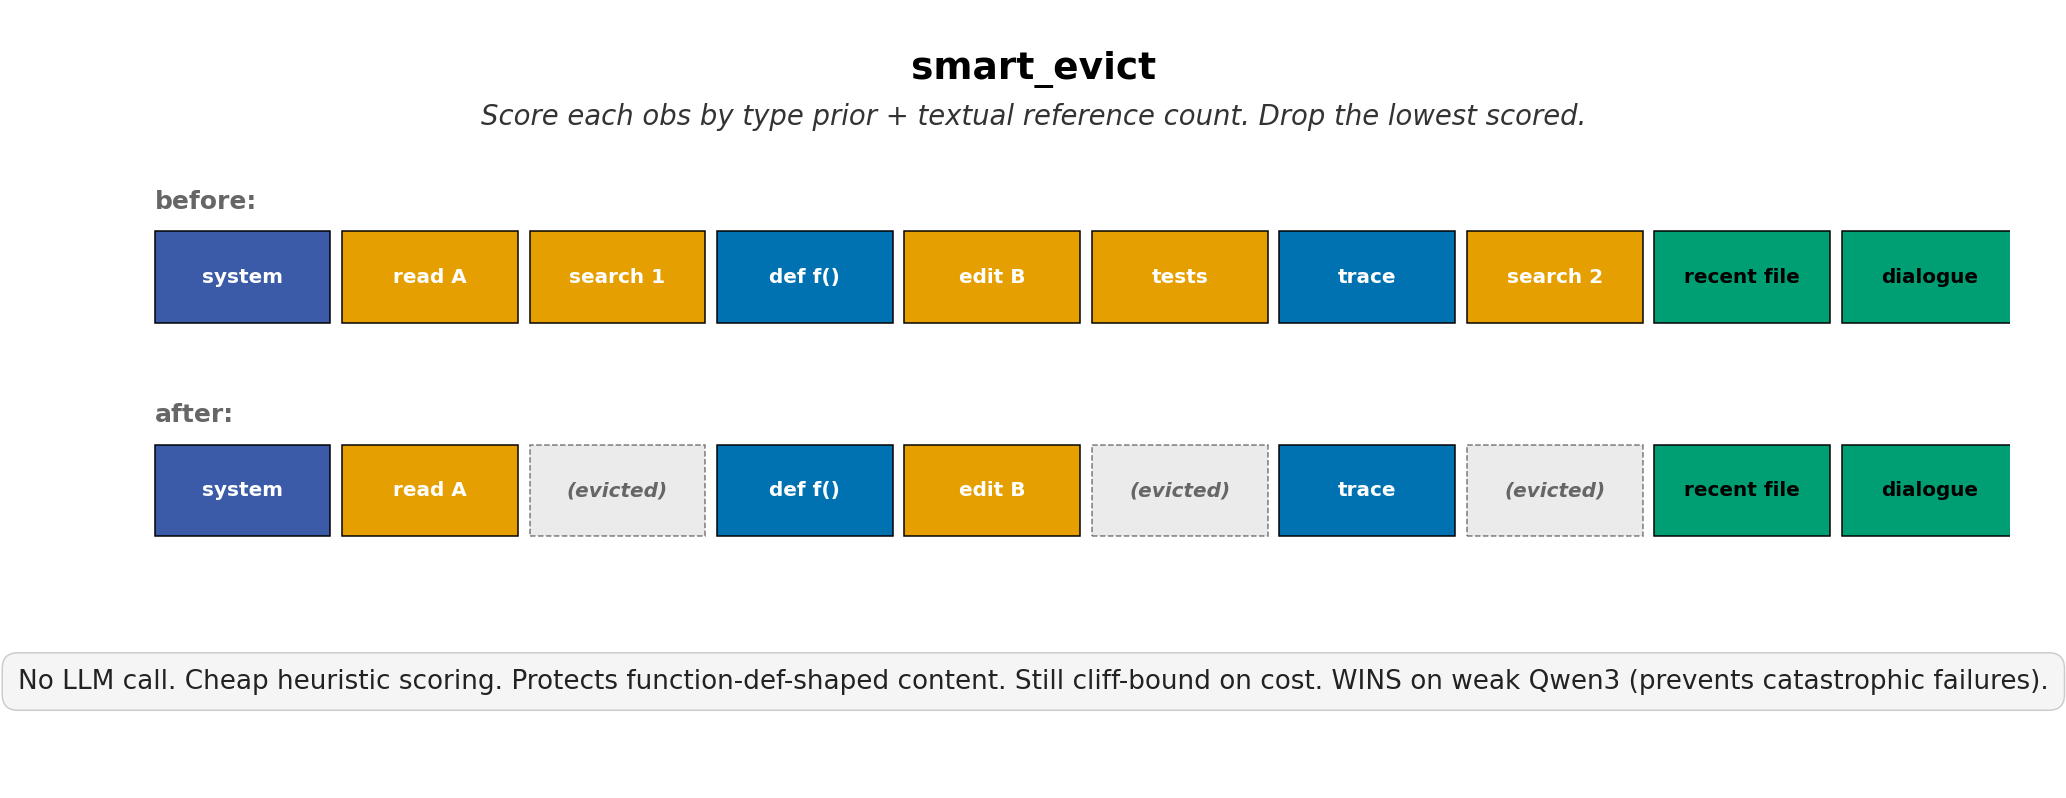 smart_evict
Score each obs by type prior + textual reference count. Drop the lowest scored.
before:
system read A search 1 def f() edit B tests trace search 2 recent file dialogue
after:
system read A (evicted) def f() edit B (evicted) trace (evicted) recent file dialogue
No LLM call. Cheap heuristic scoring. Protects function-def-shaped content. Still cliff-bound on cost. WINS on weak Qwen3 (prevents catastrophic failures).